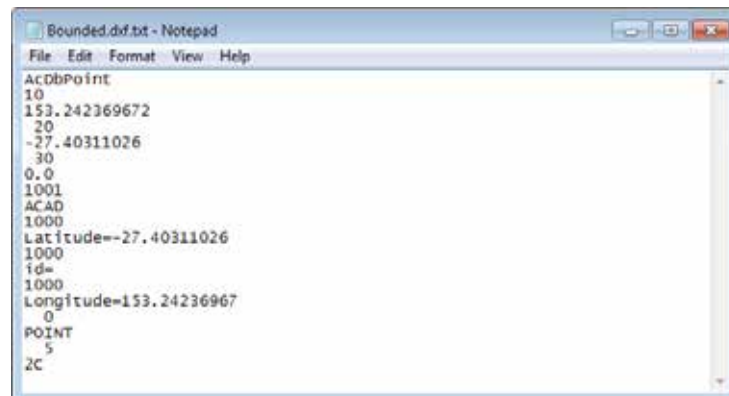 Bounded.dxf.txt - Notepad
File Edit Format View Help
AcDbPoint
10
153.242369672
20
-27.40311026
30
0.0
1001
ACAD
1000
Latitude=-27.40311026
1000
id=
1000
Longitude=153.24236967
0
POINT
5
2C